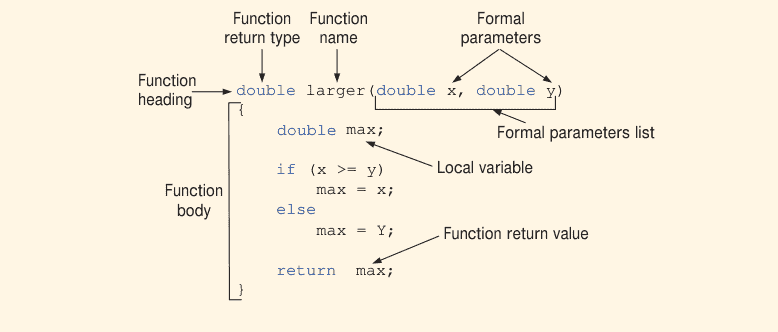 Function
return type
Function
name
Formal
parameters
Function
heading
double larger(double x, double y)
{
Formal parameters list
double max;
Local variable
if (x >= y)
max = x;
Function
body
else
max = Y;
Function return value
return max;
}